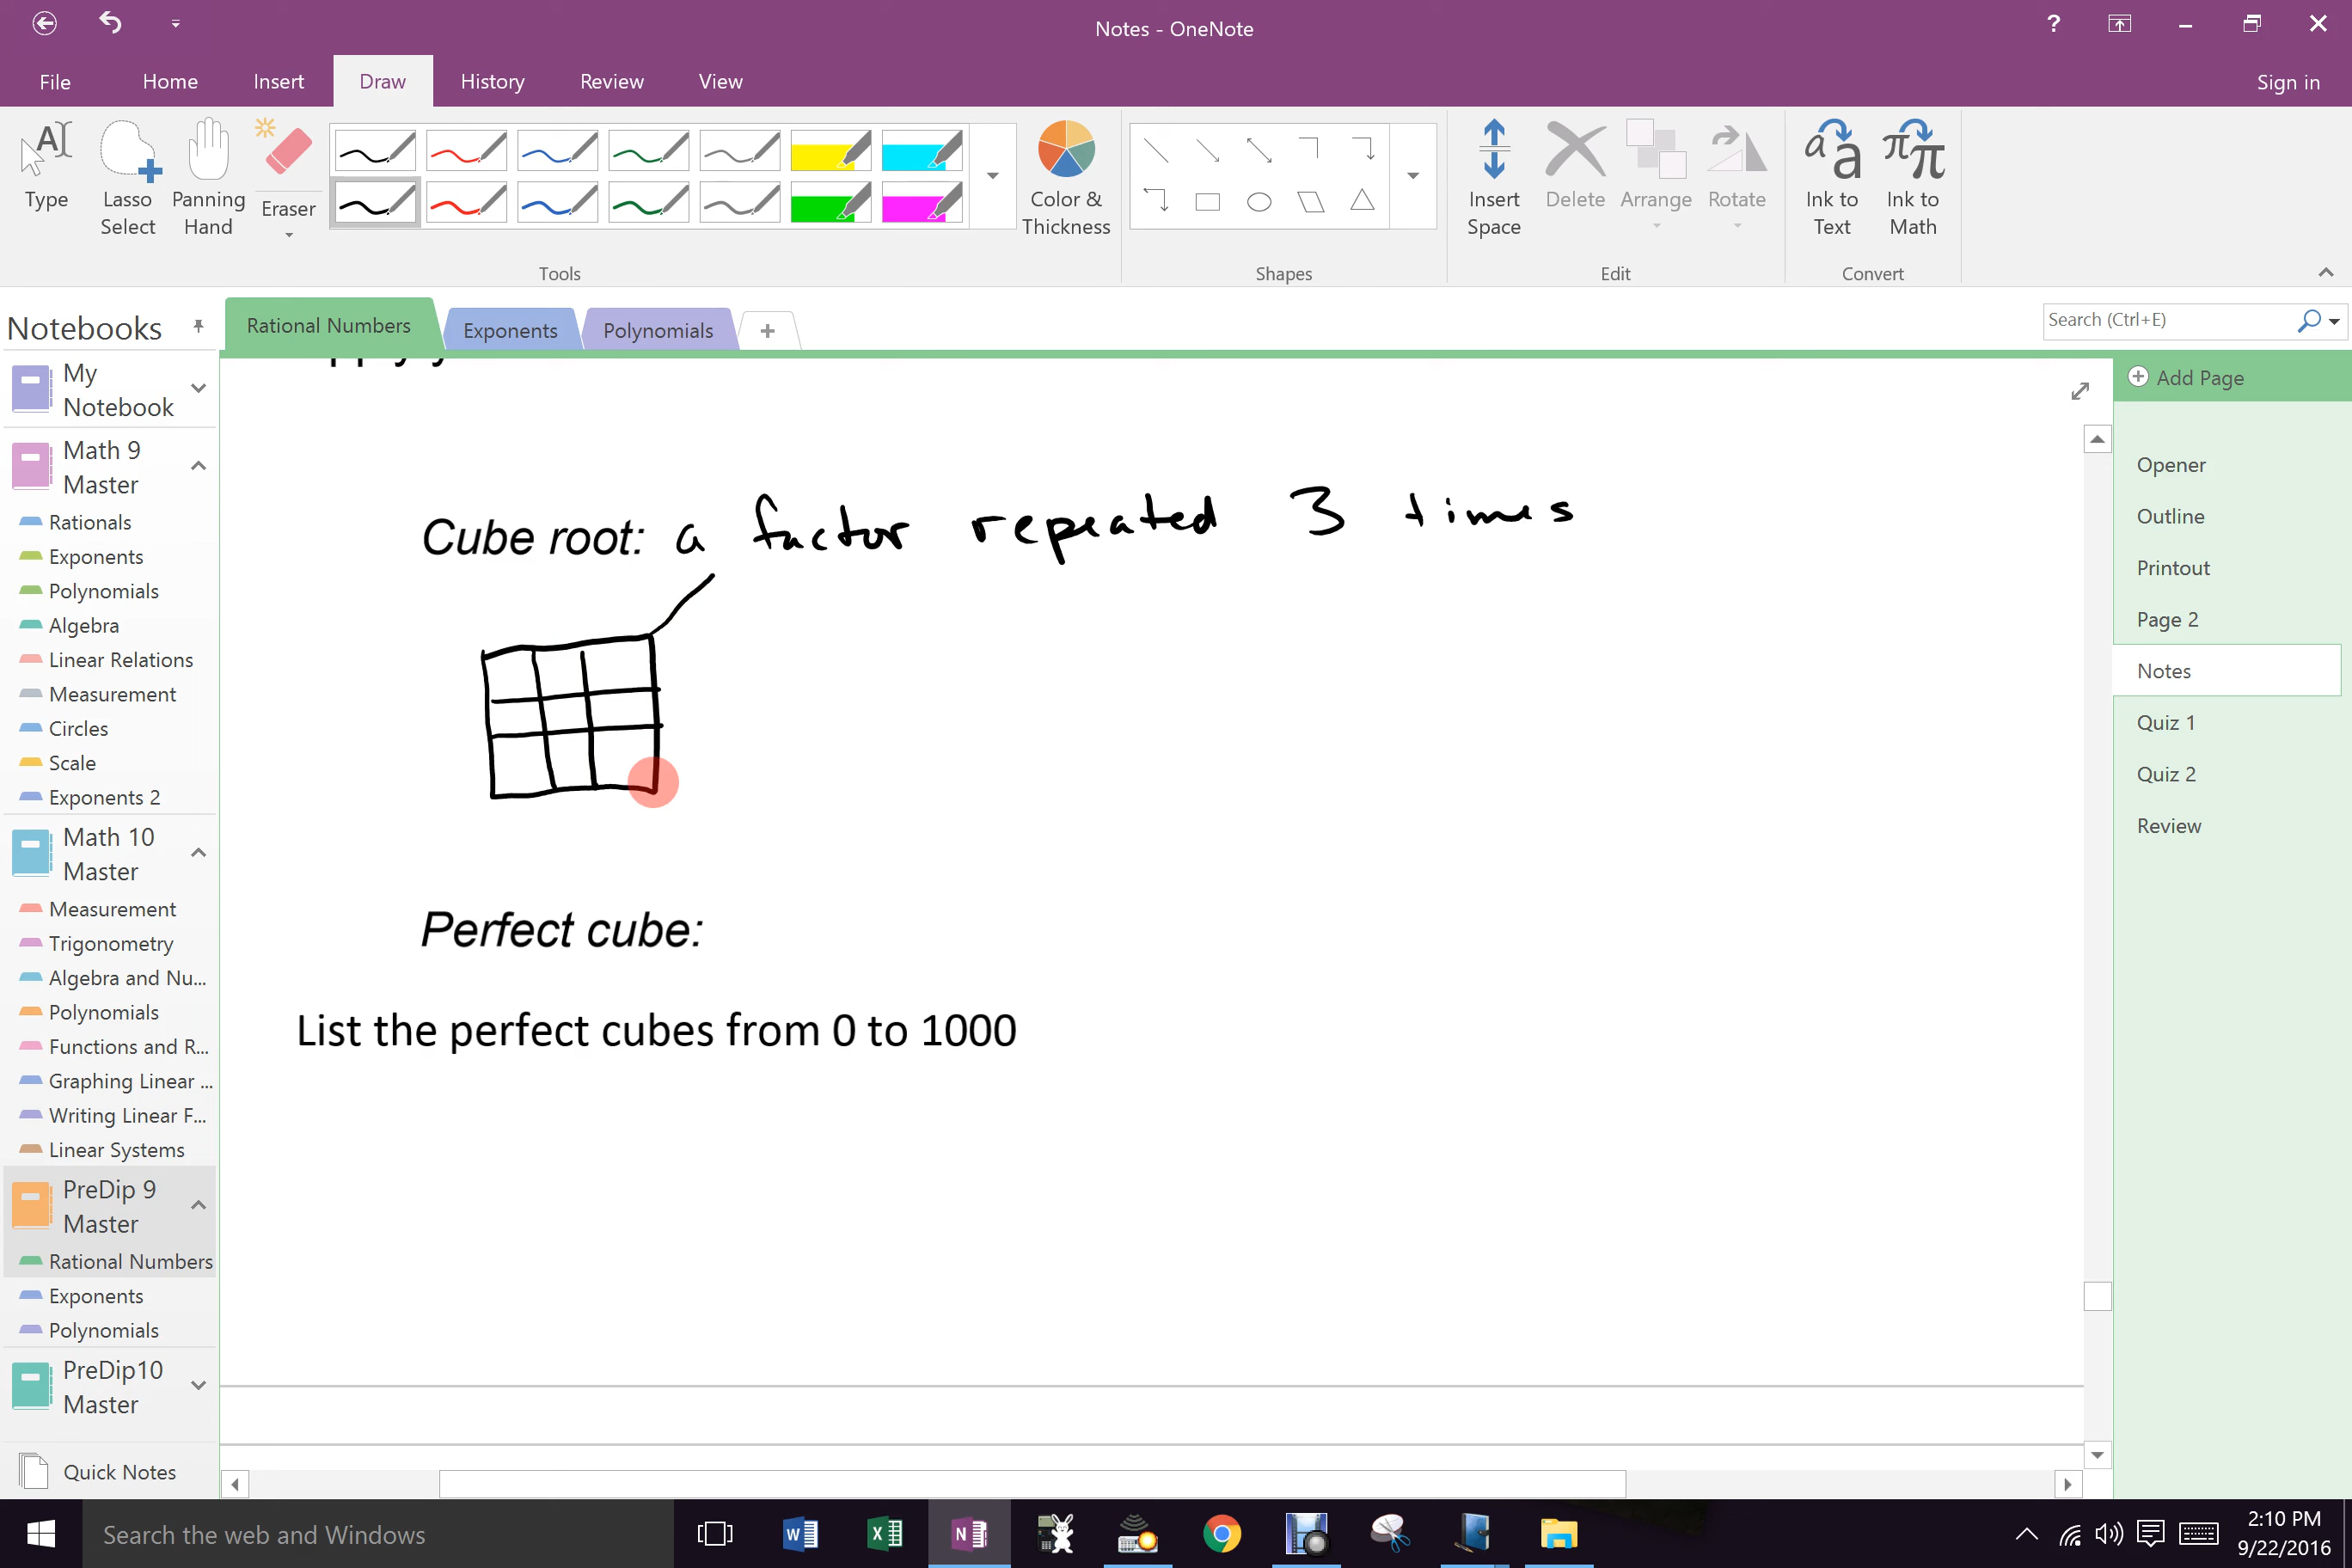 Notes - OneNote
File Home Insert Draw History Review View Sign in
Type
Lasso Select
Panning Hand
Eraser
Color & Thickness
Insert Space
Delete
Arrange
Rotate
Ink to Text
Ink to Math
Tools Shapes Edit Convert
Notebooks
Rational Numbers Exponents Polynomials
Search (Ctrl+E)
My Notebook
Math 9 Master
Rationals
Exponents
Polynomials
Algebra
Linear Relations
Measurement
Circles
Scale
Exponents 2
Math 10 Master
Measurement
Trigonometry
Algebra and Nu...
Polynomials
Functions and R...
Graphing Linear ...
Writing Linear F...
Linear Systems
PreDip 9 Master
Rational Numbers
Exponents
Polynomials
PreDip10 Master
Quick Notes
Cube root: a factor repeated 3 times
Perfect cube:
List the perfect cubes from 0 to 1000
Add Page
Opener
Outline
Printout
Page 2
Notes
Quiz 1
Quiz 2
Review
Search the web and Windows
2:10 PM
9/22/2016